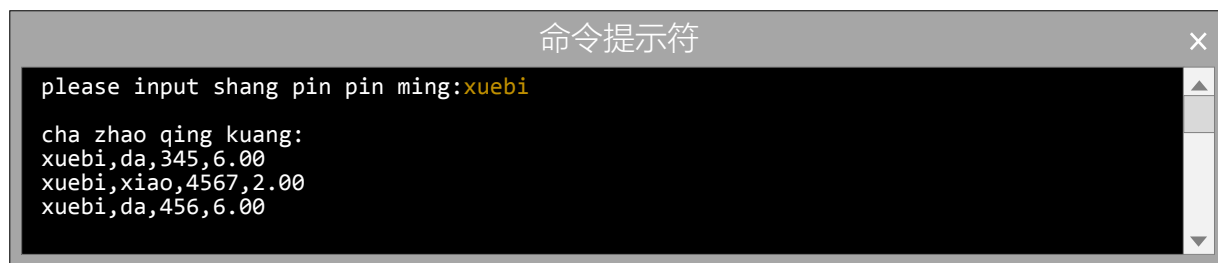 命令提示符
please input shang pin pin ming:xuebi
cha zhao qing kuang:
xuebi,da,345,6.00
xuebi,xiao,4567,2.00
xuebi,da,456,6.00